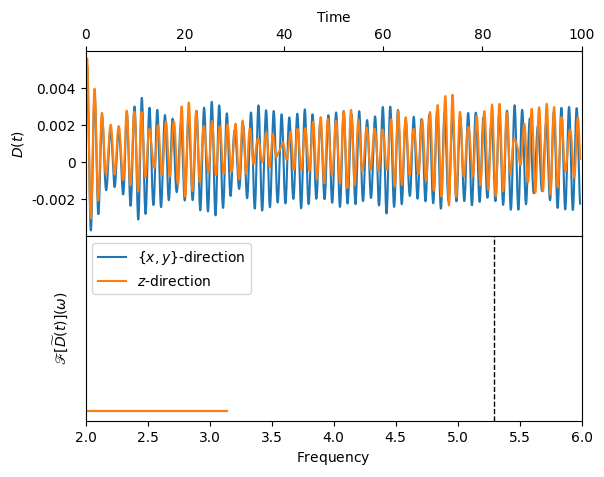 Time
0 20 40 60 80 100
0.004
0.002
0
-0.002
D(t)
{x, y}-direction
z-direction
ℱ[D̃(t)](ω)
2.0 2.5 3.0 3.5 4.0 4.5 5.0 5.5 6.0
Frequency